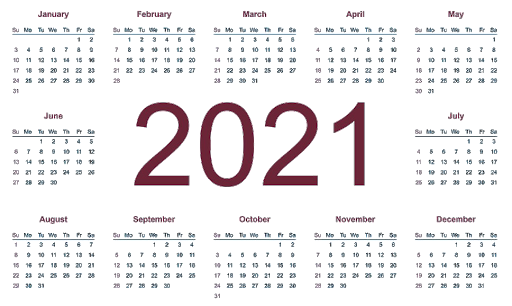 January
Su Mo Tu We Th Fr Sa
1 2
3 4 5 6 7 8 9
10 11 12 13 14 15 16
17 18 19 20 21 22 23
24 25 26 27 28 29 30
31
February
Su Mo Tu We Th Fr Sa
1 2 3 4 5 6
7 8 9 10 11 12 13
14 15 16 17 18 19 20
21 22 23 24 25 26 27
28
March
Su Mo Tu We Th Fr Sa
1 2 3 4 5 6
7 8 9 10 11 12 13
14 15 16 17 18 19 20
21 22 23 24 25 26 27
28 29 30 31
April
Su Mo Tu We Th Fr Sa
1 2 3
4 5 6 7 8 9 10
11 12 13 14 15 16 17
18 19 20 21 22 23 24
25 26 27 28 29 30
May
Su Mo Tu We Th Fr Sa
1
2 3 4 5 6 7 8
9 10 11 12 13 14 15
16 17 18 19 20 21 22
23 24 25 26 27 28 29
30 31
June
Su Mo Tu We Th Fr Sa
1 2 3 4 5
6 7 8 9 10 11 12
13 14 15 16 17 18 19
20 21 22 23 24 25 26
27 28 29 30
2021
July
Su Mo Tu We Th Fr Sa
1 2 3
4 5 6 7 8 9 10
11 12 13 14 15 16 17
18 19 20 21 22 23 24
25 26 27 28 29 30 31
August
Su Mo Tu We Th Fr Sa
1 2 3 4 5 6 7
8 9 10 11 12 13 14
15 16 17 18 19 20 21
22 23 24 25 26 27 28
29 30 31
September
Su Mo Tu We Th Fr Sa
1 2 3 4
5 6 7 8 9 10 11
12 13 14 15 16 17 18
19 20 21 22 23 24 25
26 27 28 29 30
October
Su Mo Tu We Th Fr Sa
1 2
3 4 5 6 7 8 9
10 11 12 13 14 15 16
17 18 19 20 21 22 23
24 25 26 27 28 29 30
31
November
Su Mo Tu We Th Fr Sa
1 2 3 4 5 6
7 8 9 10 11 12 13
14 15 16 17 18 19 20
21 22 23 24 25 26 27
28 29 30
December
Su Mo Tu We Th Fr Sa
1 2 3 4
5 6 7 8 9 10 11
12 13 14 15 16 17 18
19 20 21 22 23 24 25
26 27 28 29 30 31